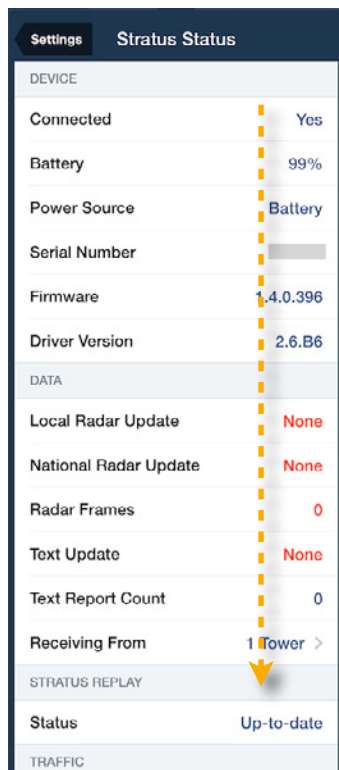 Settings Stratus Status
DEVICE
Connected Yes
Battery 99%
Power Source Battery
Serial Number
Firmware 1.4.0.396
Driver Version 2.6.B6
DATA
Local Radar Update None
National Radar Update None
Radar Frames 0
Text Update None
Text Report Count 0
Receiving From 1 Tower >
STRATUS REPLAY
Status Up-to-date
TRAFFIC